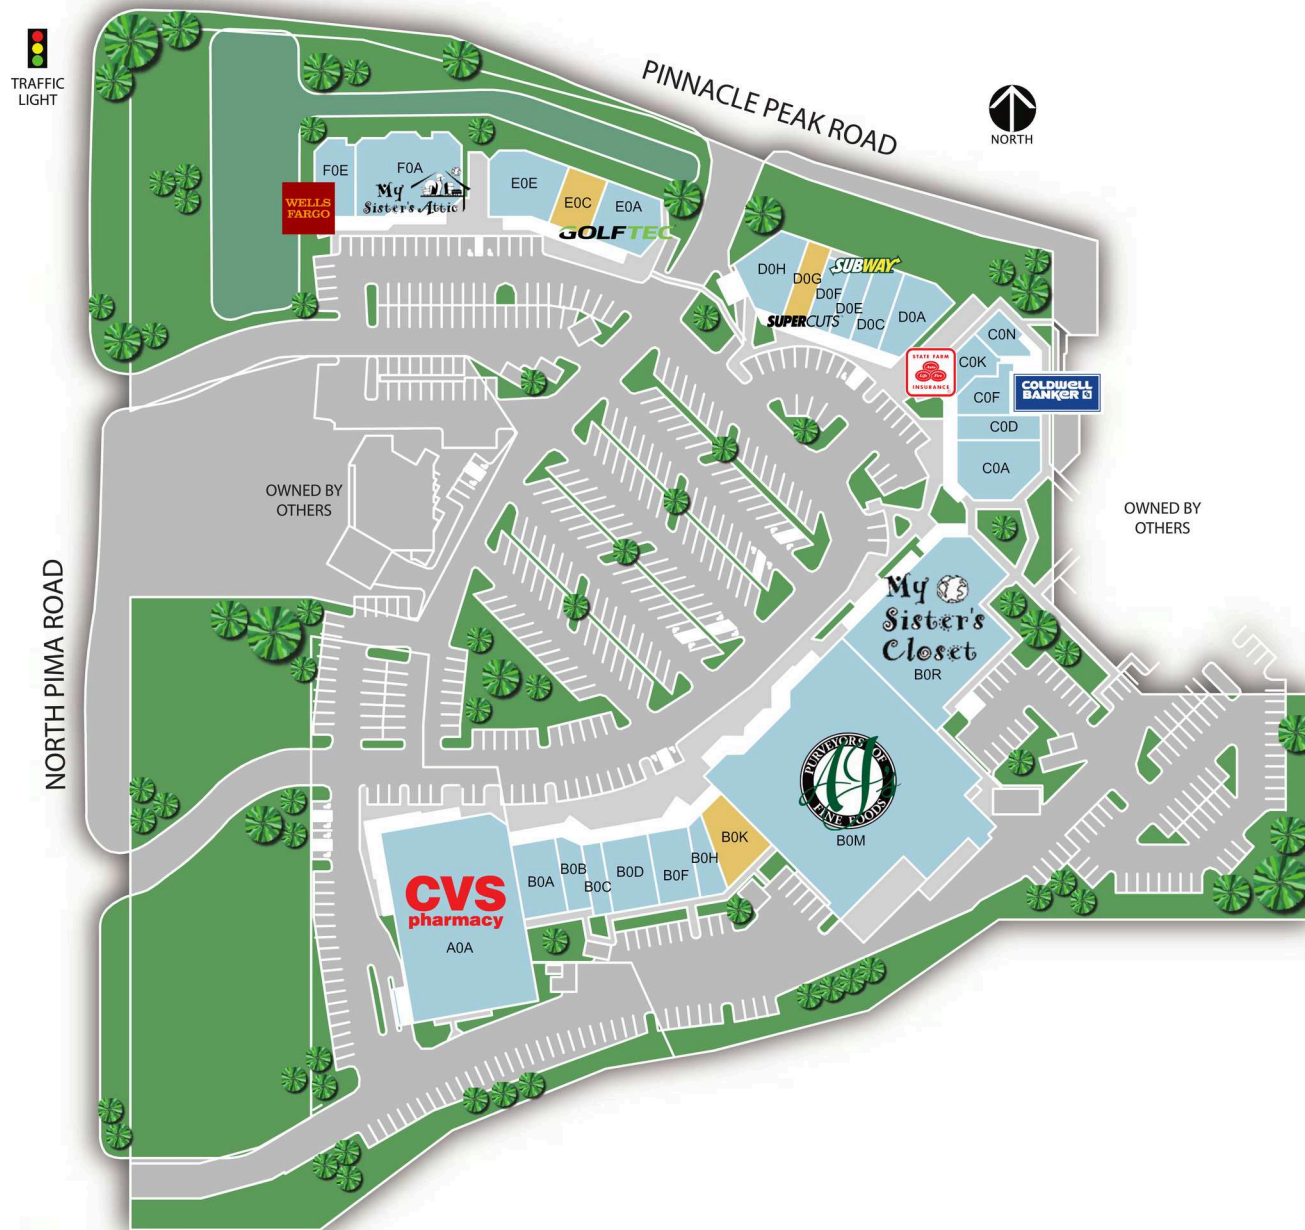 TRAFFIC
LIGHT
PINNACLE PEAK ROAD
NORTH
F0E
F0A
My
Sister's Attic
WELLS
FARGO
E0E
E0C
E0A
GOLFTEC
D0H
D0G
D0F
D0E
D0C
D0A
SUBWAY
SUPERCUTS
C0N
C0K
C0F
C0D
C0A
STATE FARM
Auto
Life Fire
INSURANCE
COLDWELL
BANKER
OWNED BY
OTHERS
OWNED BY
OTHERS
NORTH PIMA ROAD
My
Sister's
Closet
B0R
PURVEYORS OF
AJ
FINE FOODS
B0M
B0K
B0H
B0F
B0D
B0C
B0B
B0A
CVS
pharmacy
A0A